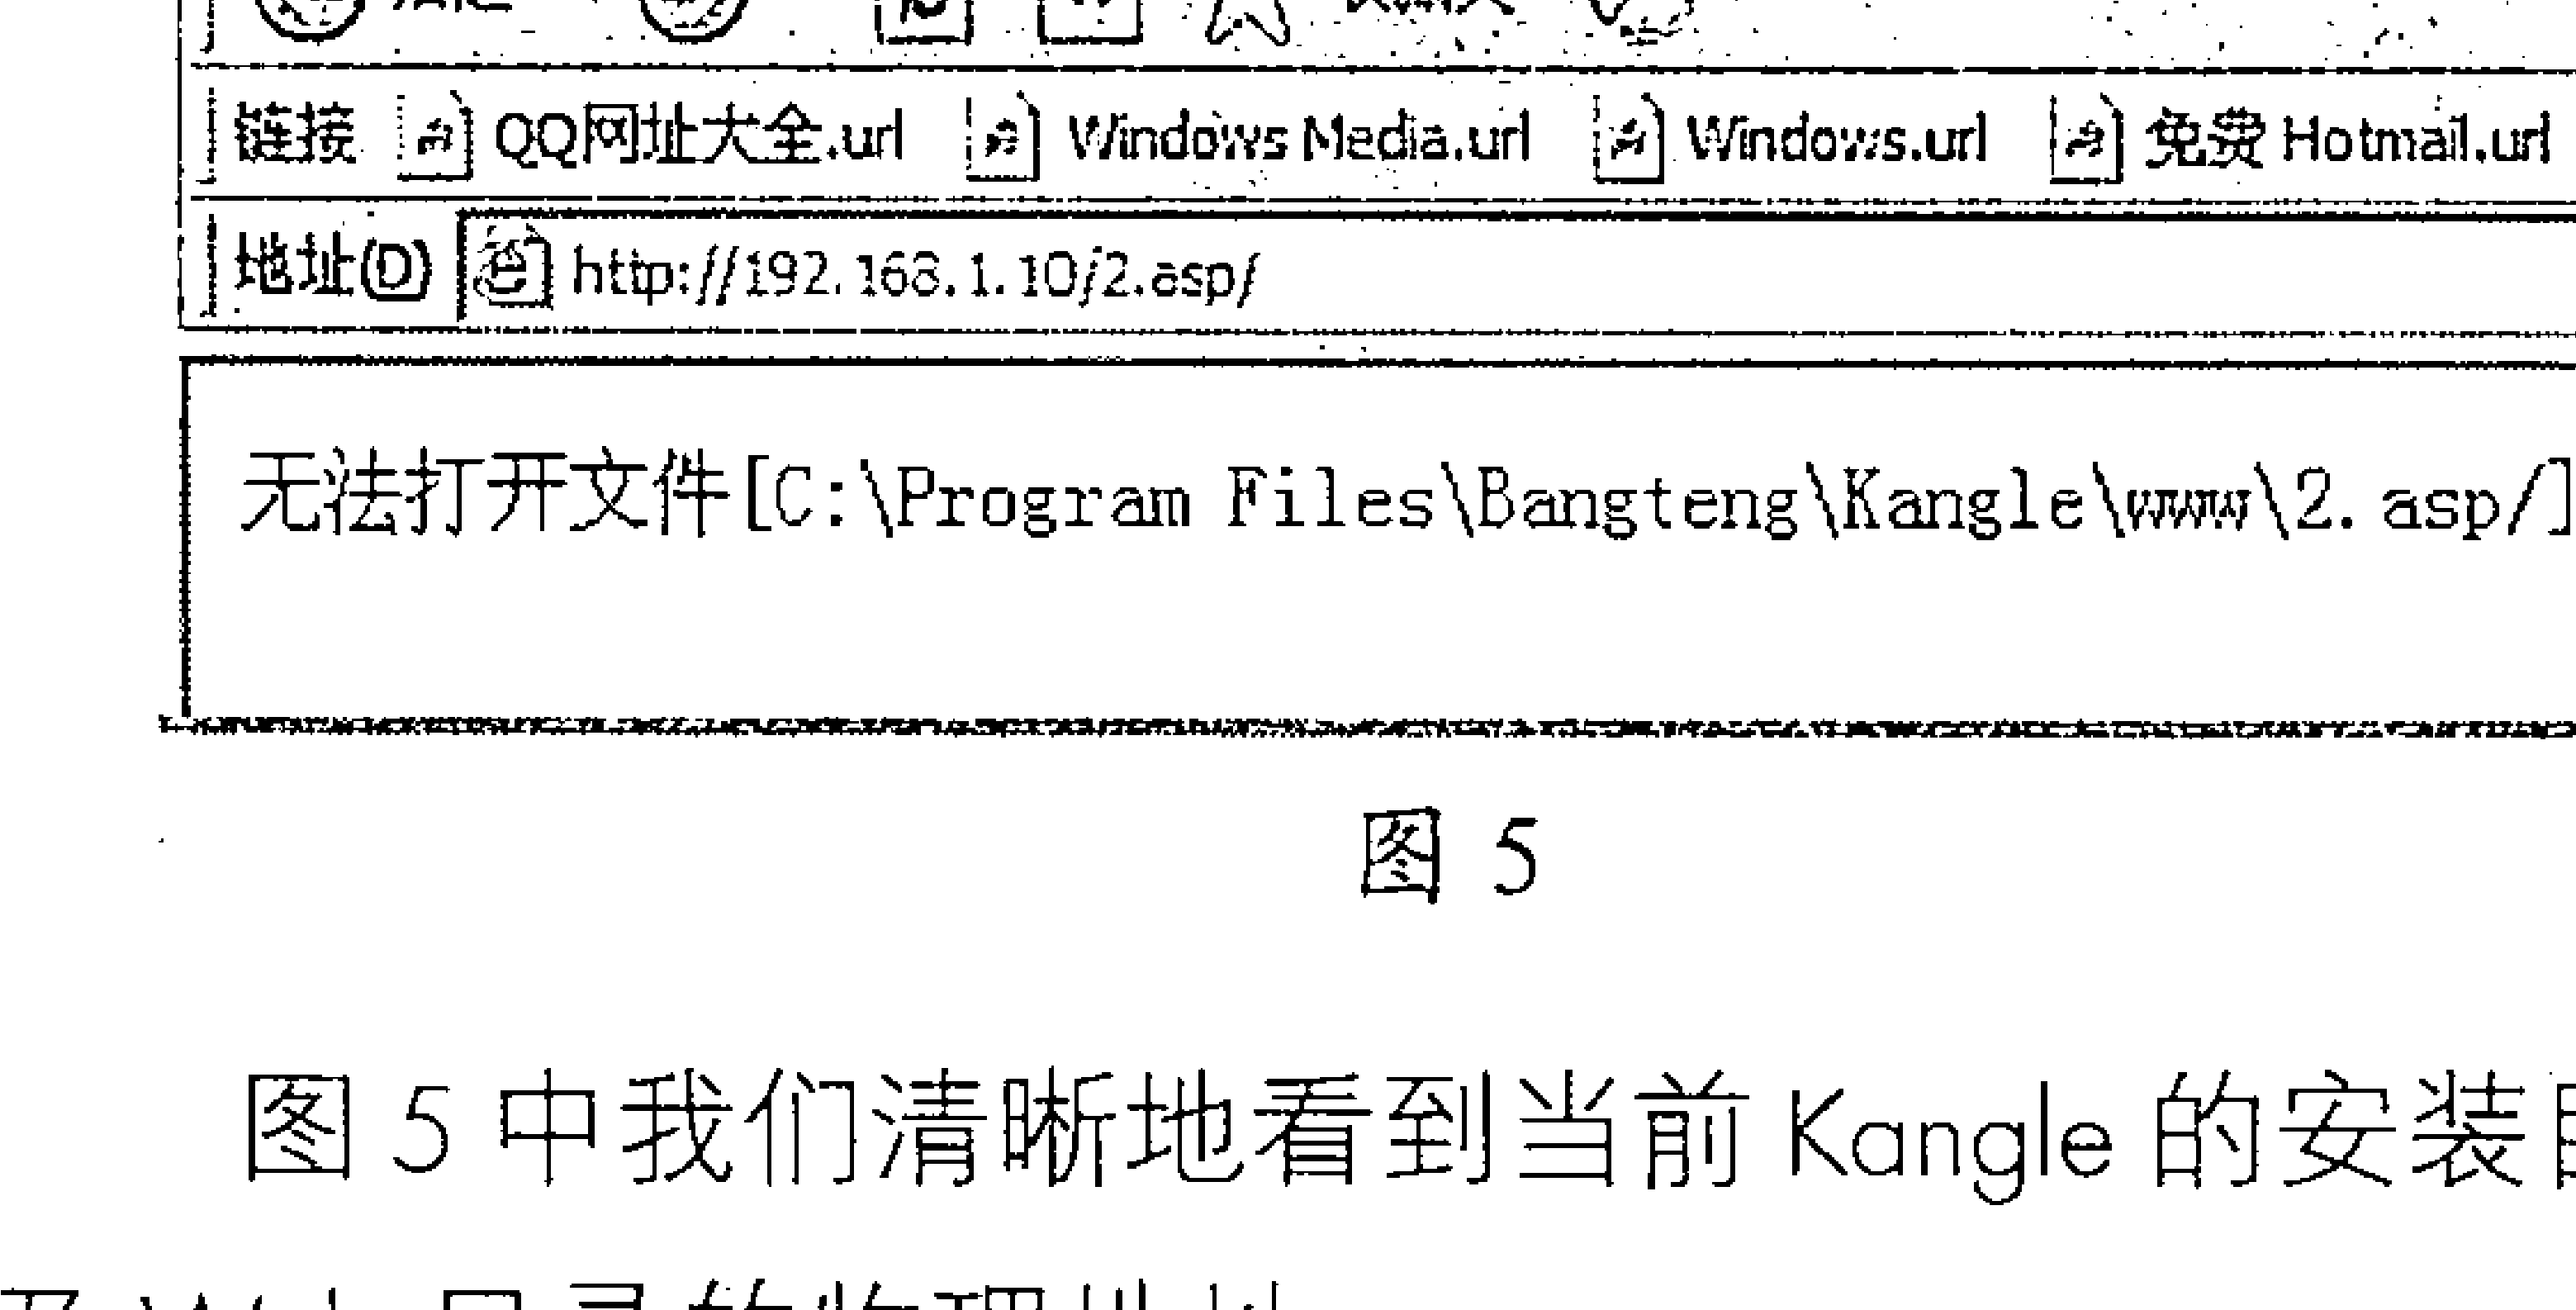 链接 QQ网址大全.url Windows Media.url Windows.url 免费 Hotmail.url
地址(D) http://192.168.1.10/2.asp/
无法打开文件[C:\Program Files\Bangteng\Kangle\www\2. asp/]
图 5
图 5 中我们清晰地看到当前 Kangle 的安装